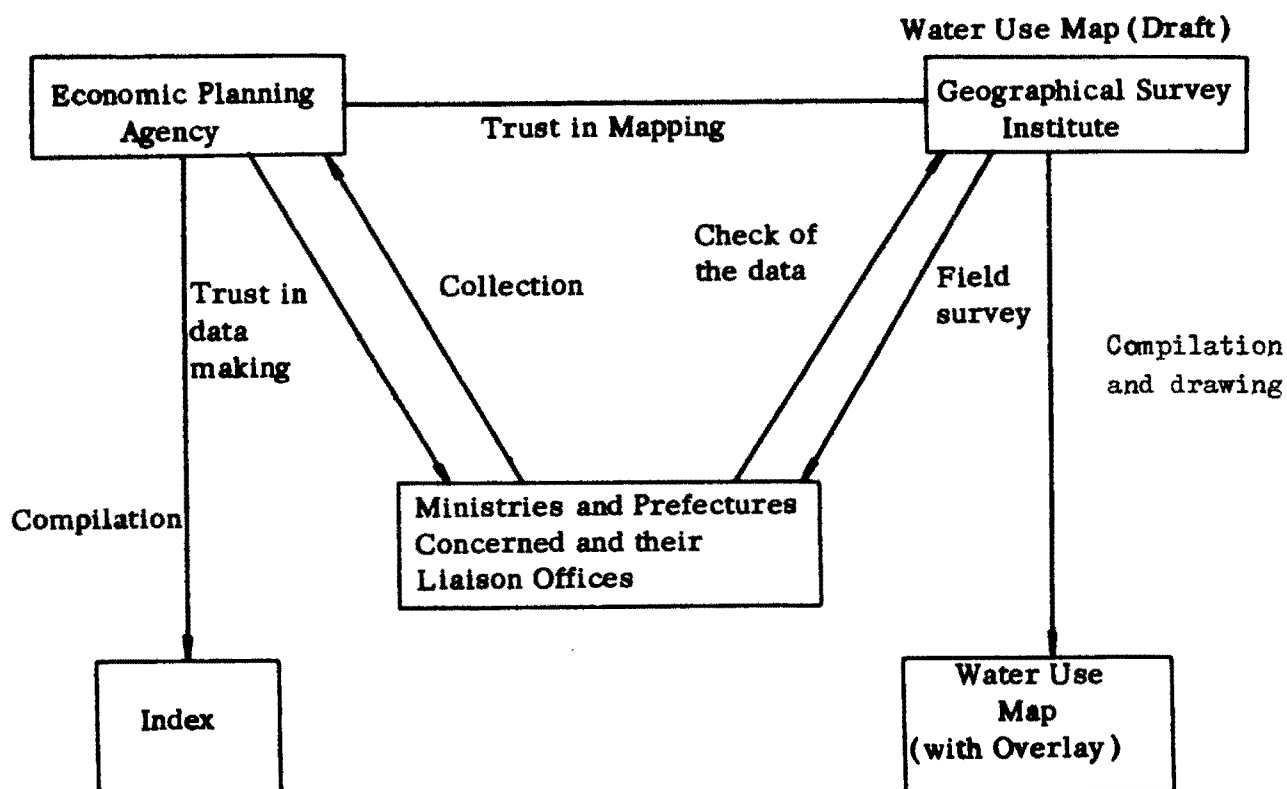 Water Use Map (Draft)
Economic Planning
Agency
Trust in Mapping
Geographical Survey
Institute
Check of
the data
Trust in
data
making
Collection
Field
survey
Compilation
and drawing
Compilation
Ministries and Prefectures
Concerned and their
Liaison Offices
Index
Water Use
Map
(with Overlay)